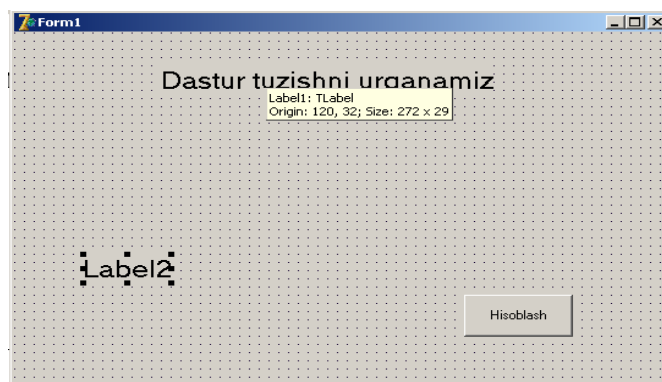 Form1
Dastur tuzishni urganamiz
Label1: TLabel
Origin: 120, 32; Size: 272 x 29
Label2
Hisoblash